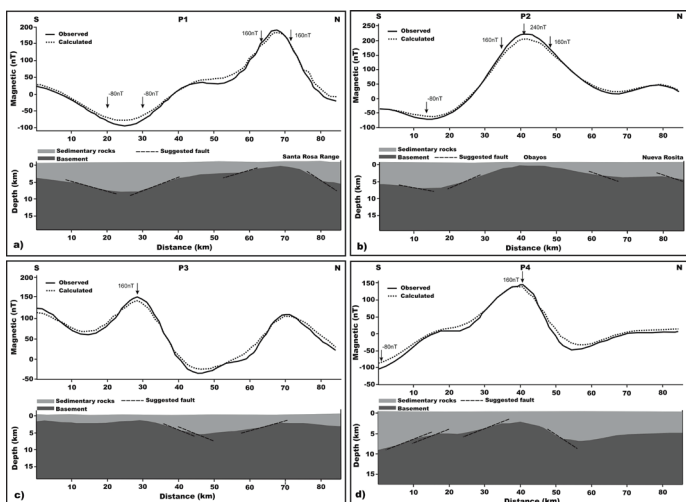 S P1 N
Observed
Calculated
160nT
160nT
-80nT
-80nT
Magnetic (nT)
200
150
100
50
0
-50
-100
10 20 30 40 50 60 70 80
Sedimentary rocks
Basement
Suggested fault
Santa Rosa Range
Depth (km)
0
5
10
15
10 20 30 40 50 60 70 80
Distance (km)
a)
S P2 N
Observed
Calculated
240nT
160nT
160nT
-80nT
Magnetic (nT)
250
200
150
100
50
0
-50
-100
10 20 30 40 50 60 70 80
Sedimentary rocks
Basement
Suggested fault
Obayos
Nueva Rosita
Depth (km)
0
5
10
15
10 20 30 40 50 60 70 80
Distance (km)
b)
S P3 N
Observed
Calculated
160nT
Magnetic (nT)
200
150
100
50
0
-50
10 20 30 40 50 60 70 80
Sedimentary rocks
Suggested fault
Basement
Depth (km)
0
5
10
15
10 20 30 40 50 60 70 80
Distance (km)
c)
S P4 N
Observed
Calculated
160nT
-80nT
Magnetic (nT)
150
100
50
0
-50
-100
10 20 30 40 50 60 70 80
Sedimentary rocks
Suggested fault
Basement
Depth (km)
0
5
10
15
10 20 30 40 50 60 70 80
Distance (km)
d)